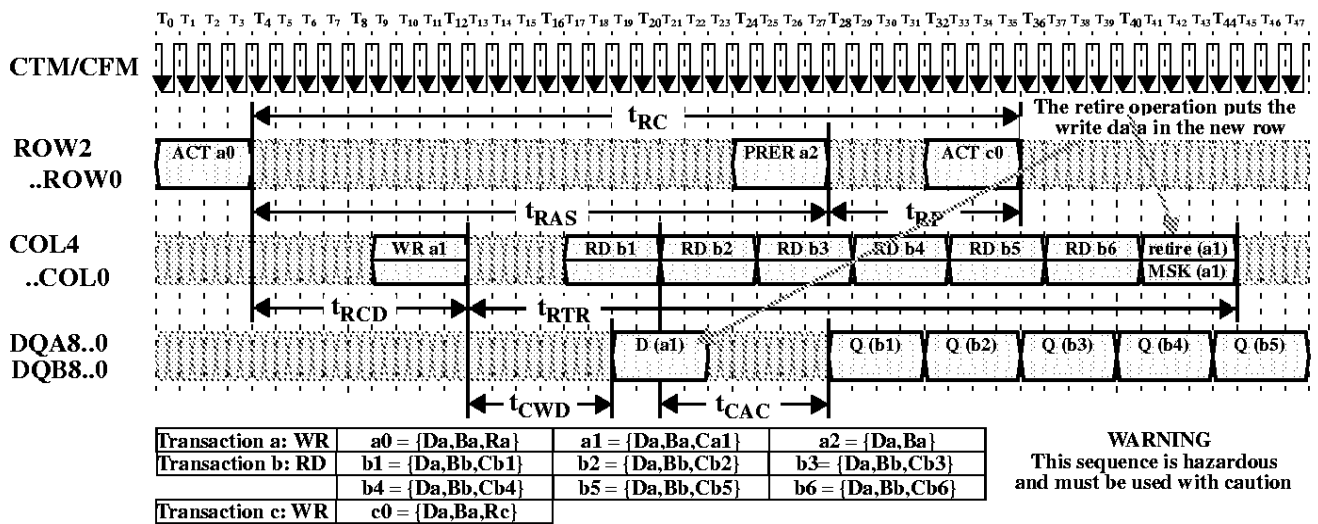 T0 T1 T2 T3 T4 T5 T6 T7 T8 T9 T10 T11 T12 T13 T14 T15 T16 T17 T18 T19 T20 T21 T22 T23 T24 T25 T26 T27 T28 T29 T30 T31 T32 T33 T34 T35 T36 T37 T38 T39 T40 T41 T42 T43 T44 T45 T46 T47
CTM/CFM
tRC
The retire operation puts the
write data in the new row
ROW2
..ROW0
ACT a0 PRER a2 ACT c0
tRAS tRP
COL4
..COL0
WR a1 RD b1 RD b2 RD b3 RD b4 RD b5 RD b6 retire (a1)
MSK (a1)
tRCD tRTR
DQA8..0
DQB8..0
D (a1) Q (b1) Q (b2) Q (b3) Q (b4) Q (b5)
tCWD tCAC
Transaction a: WR a0 = {Da,Ba,Ra} a1 = {Da,Ba,Ca1} a2 = {Da,Ba}
Transaction b: RD b1 = {Da,Bb,Cb1} b2 = {Da,Bb,Cb2} b3= {Da,Bb,Cb3}
b4 = {Da,Bb,Cb4} b5 = {Da,Bb,Cb5} b6 = {Da,Bb,Cb6}
Transaction c: WR c0 = {Da,Ba,Rc}
WARNING
This sequence is hazardous
and must be used with caution